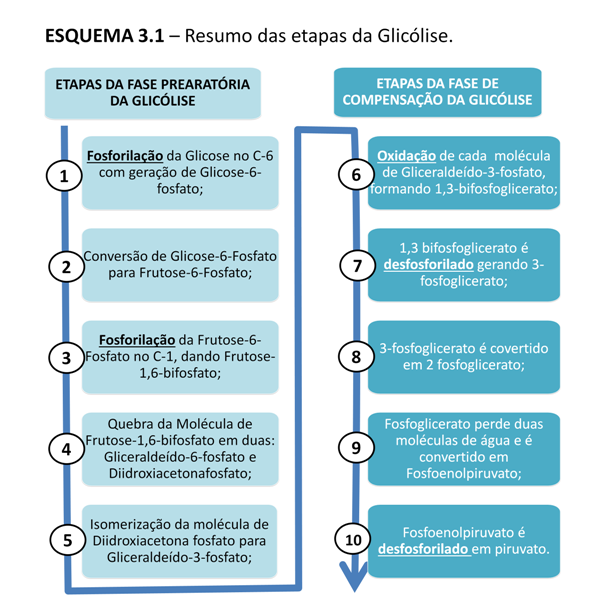 ESQUEMA 3.1 – Resumo das etapas da Glicólise.
ETAPAS DA FASE PREARATÓRIA
DA GLICÓLISE
1
Fosforilação da Glicose no C-6
com geração de Glicose-6-
fosfato;
2
Conversão de Glicose-6-Fosfato
para Frutose-6-Fosfato;
3
Fosforilação da Frutose-6-
Fosfato no C-1, dando Frutose-
1,6-bifosfato;
4
Quebra da Molécula de
Frutose-1,6-bifosfato em duas:
Gliceraldeído-6-fosfato e
Diidroxiacetonafosfato;
5
Isomerização da molécula de
Diidroxiacetona fosfato para
Gliceraldeído-3-fosfato;
ETAPAS DA FASE DE
COMPENSAÇÃO DA GLICÓLISE
6
Oxidação de cada molécula
de Gliceraldeído-3-fosfato,
formando 1,3-bifosfoglicerato;
7
1,3 bifosfoglicerato é
desfosforilado gerando 3-
fosfoglicerato;
8
3-fosfoglicerato é covertido
em 2 fosfoglicerato;
9
Fosfoglicerato perde duas
moléculas de água e é
convertido em
Fosfoenolpiruvato;
10
Fosfoenolpiruvato é
desfosforilado em piruvato.